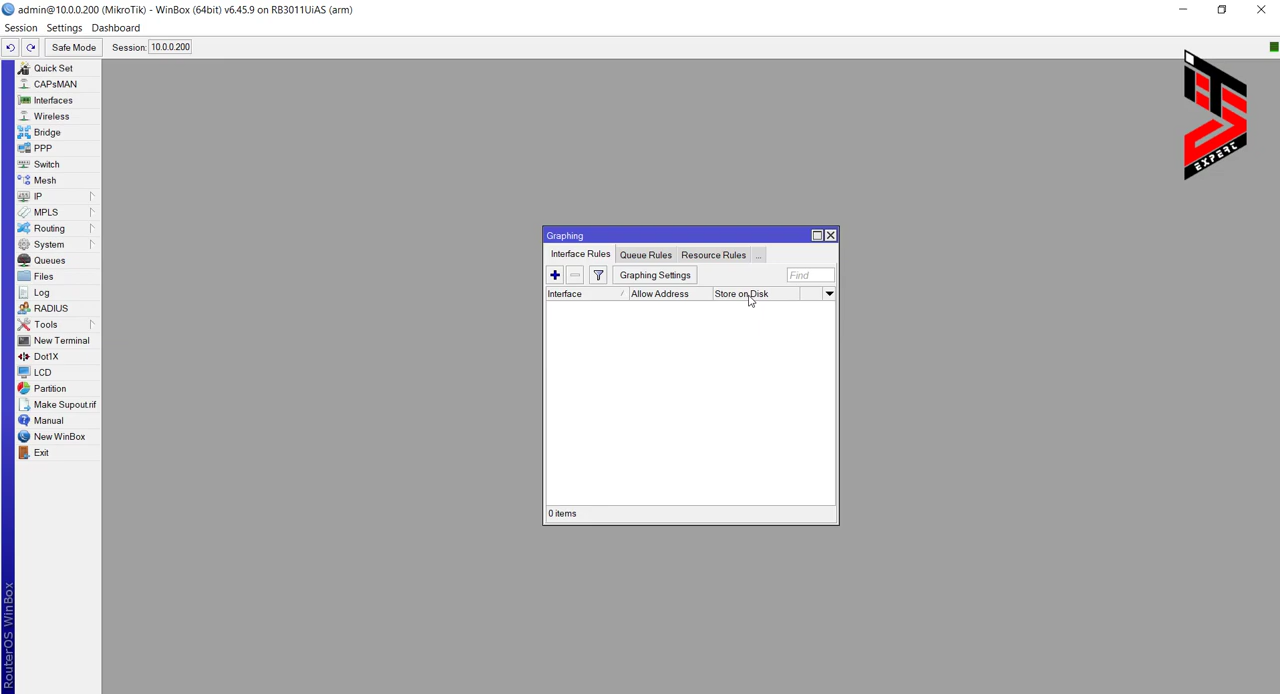 admin@10.0.0.200 (MikroTik) - WinBox (64bit) v6.45.9 on RB3011UiAS (arm)
Session Settings Dashboard
Safe Mode Session: 10.0.0.200
Quick Set
CAPsMAN
Interfaces
Wireless
Bridge
PPP
Switch
Mesh
IP
MPLS
Routing
System
Queues
Files
Log
RADIUS
Tools
New Terminal
Dot1X
LCD
Partition
Make Supout.rif
Manual
New WinBox
Exit
RouterOS WinBox
Graphing
Interface Rules Queue Rules Resource Rules ...
Graphing Settings Find
Interface Allow Address Store on Disk
0 items
iTS
EXPERT